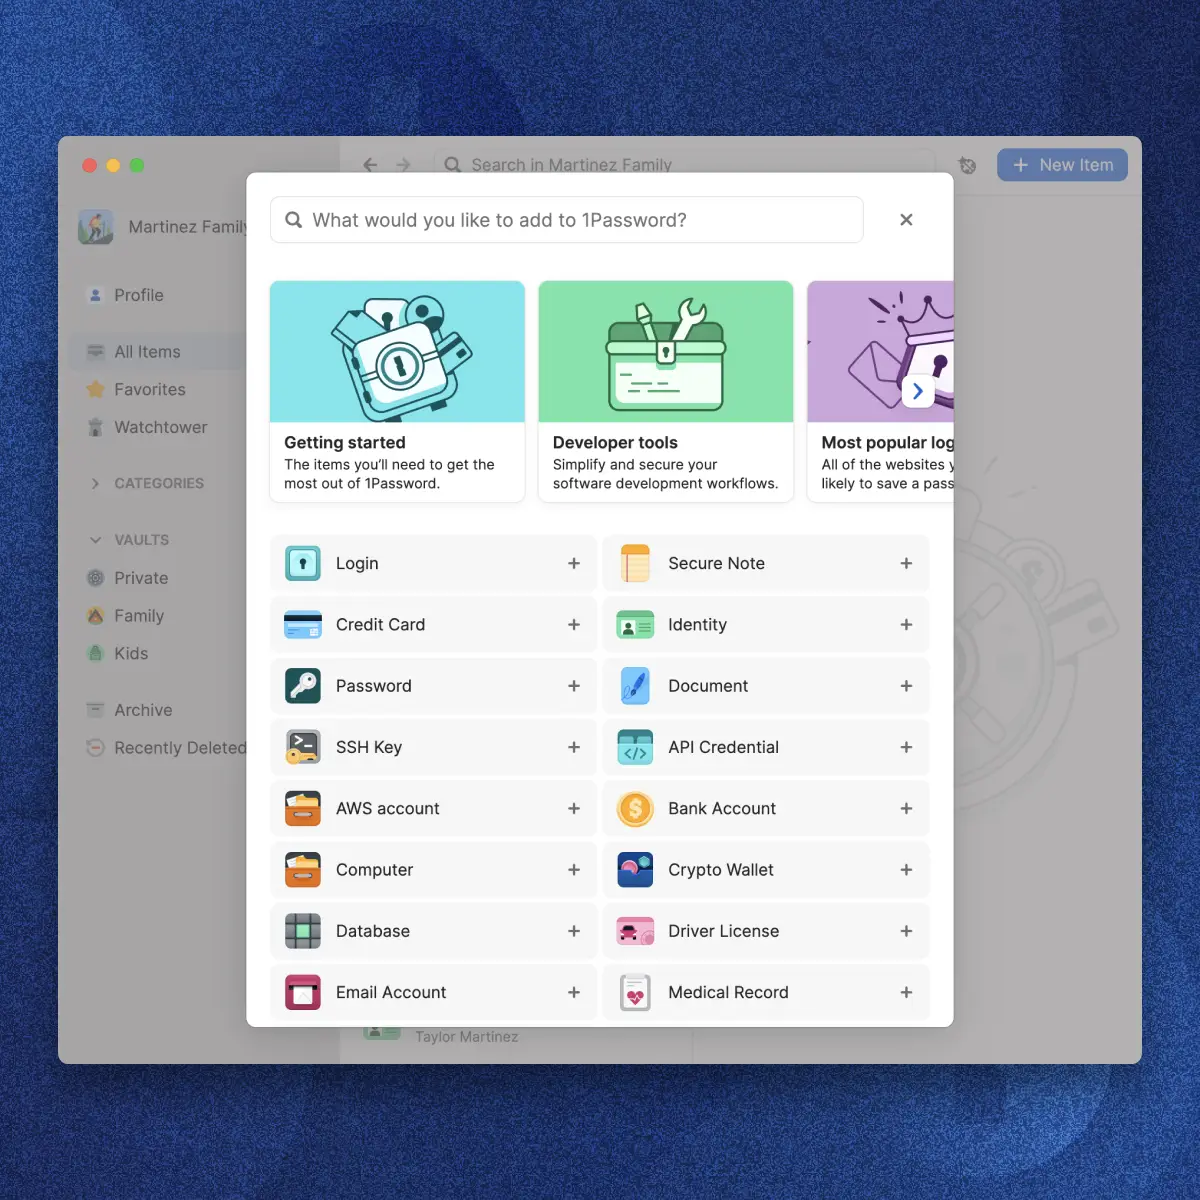 Search in Martinez Family
New Item
Martinez Family
Profile
All Items
Favorites
Watchtower
CATEGORIES
VAULTS
Private
Family
Kids
Archive
Recently Deleted
What would you like to add to 1Password?
Getting started
The items you’ll need to get the
most out of 1Password.
Developer tools
Simplify and secure your
software development workflows.
Most popular log
All of the websites y
likely to save a pass
Login
Secure Note
Credit Card
Identity
Password
Document
SSH Key
API Credential
AWS account
Bank Account
Computer
Crypto Wallet
Database
Driver License
Email Account
Medical Record
Taylor Martinez